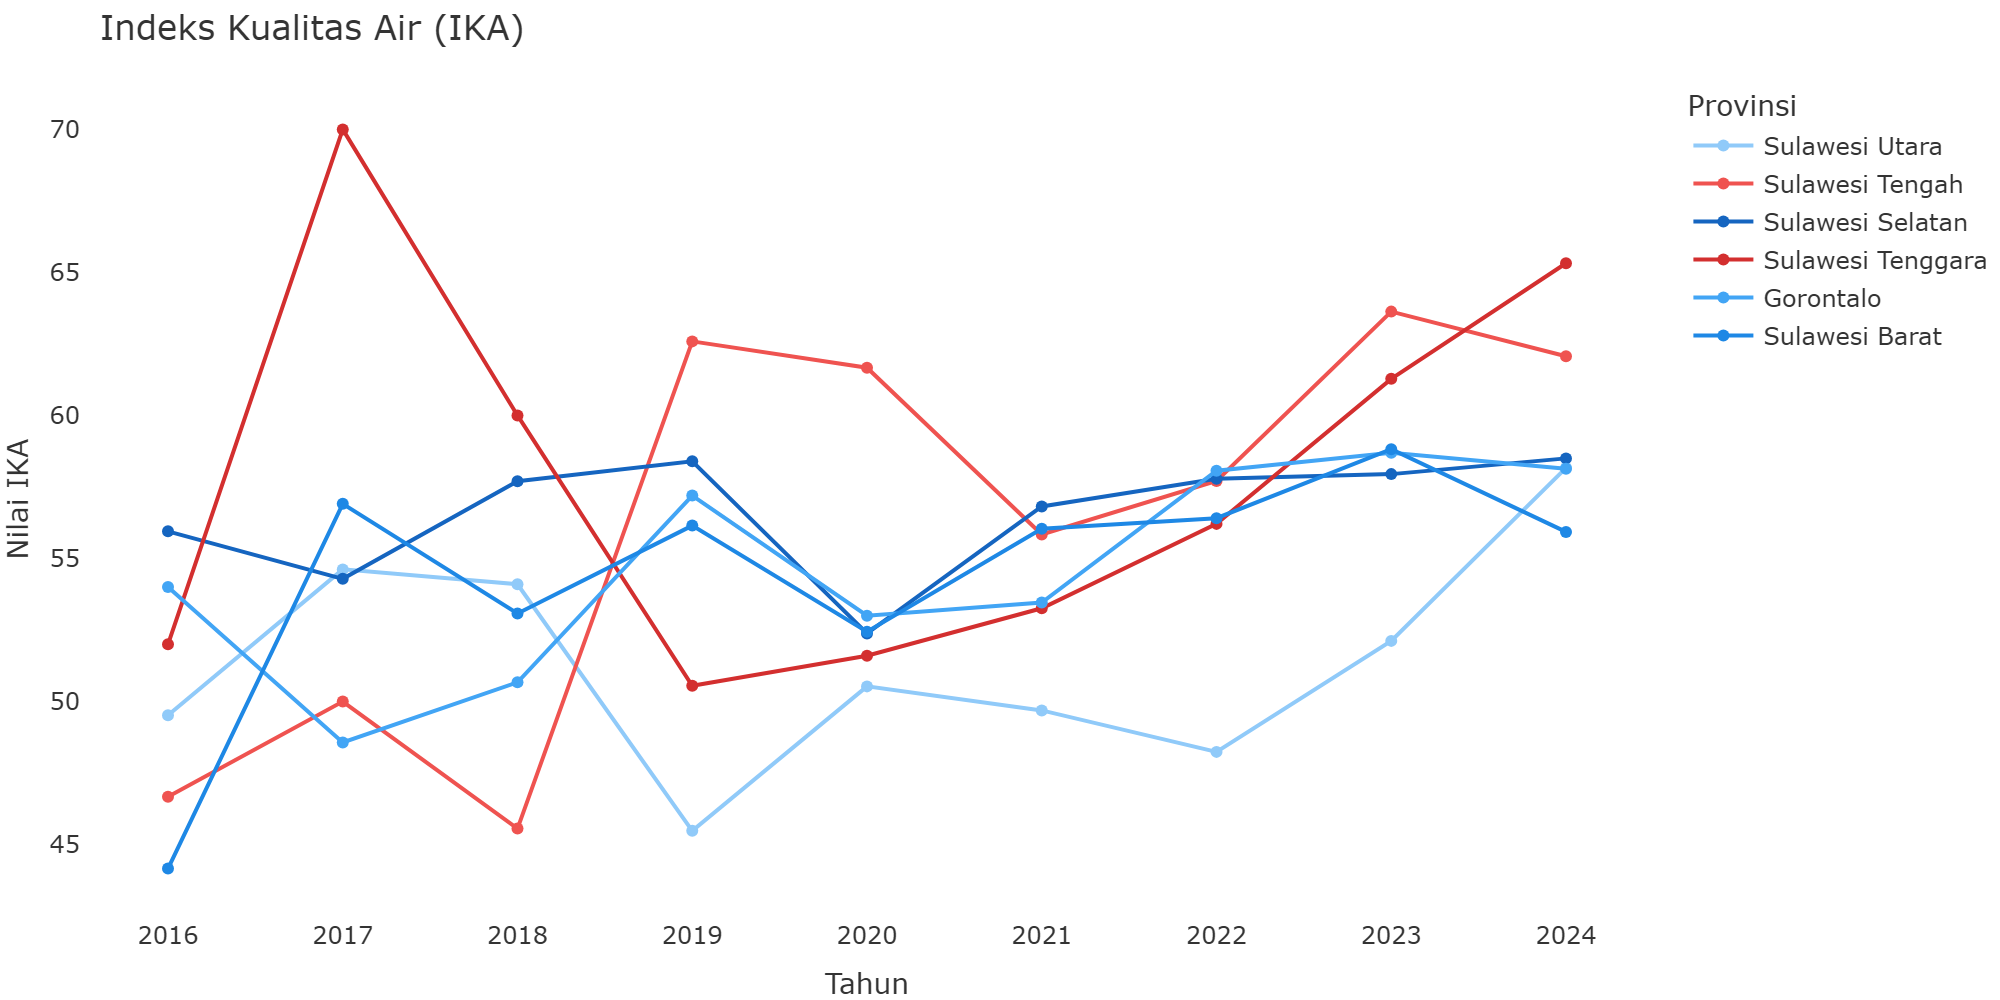 Indeks Kualitas Air (IKA)
Nilai IKA
70
65
60
55
50
45
2016
2017
2018
2019
2020
2021
2022
2023
2024
Tahun
Provinsi
Sulawesi Utara
Sulawesi Tengah
Sulawesi Selatan
Sulawesi Tenggara
Gorontalo
Sulawesi Barat